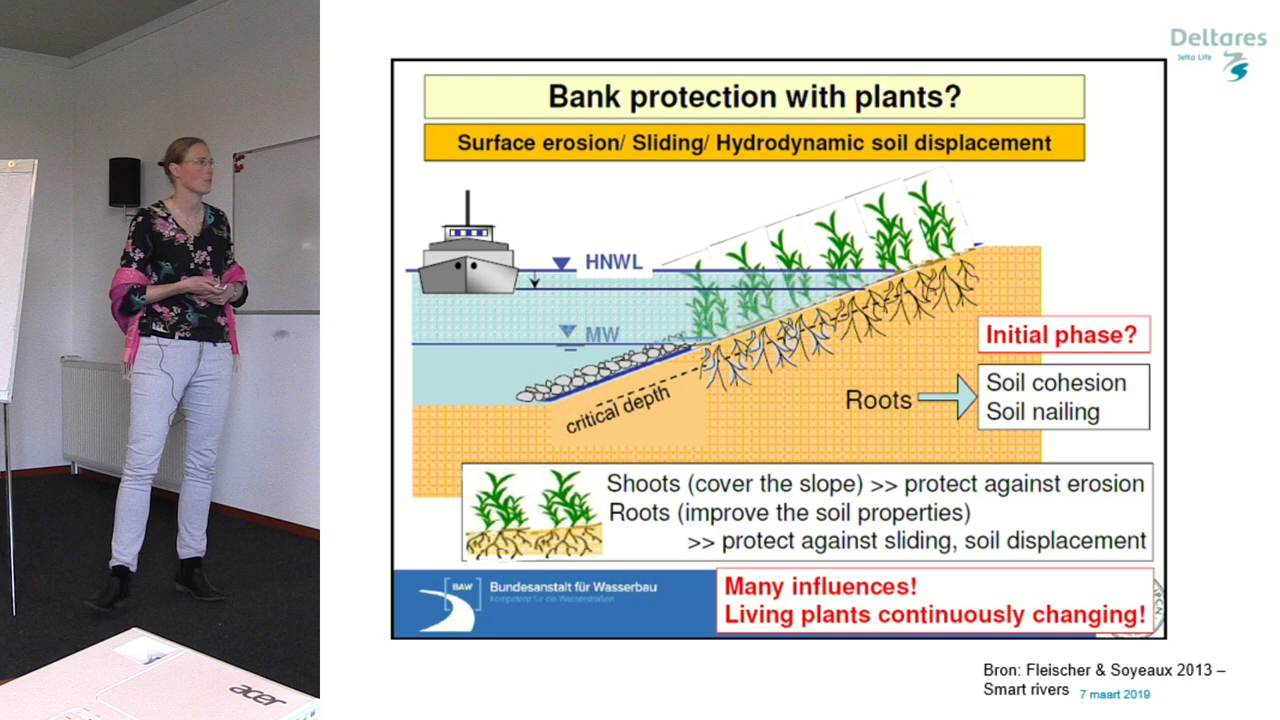 Deltares
Delta Life
Bank protection with plants?
Surface erosion/ Sliding/ Hydrodynamic soil displacement
HNWL
MW
critical depth
Initial phase?
Roots
Soil cohesion
Soil nailing
Shoots (cover the slope) >> protect against erosion
Roots (improve the soil properties)
>> protect against sliding, soil displacement
BAW
Bundesanstalt für Wasserbau
Kompetenz für die Wasserstraßen
Many influences!
Living plants continuously changing!
Bron: Fleischer & Soyeaux 2013 –
Smart rivers
7 maart 2019
acer